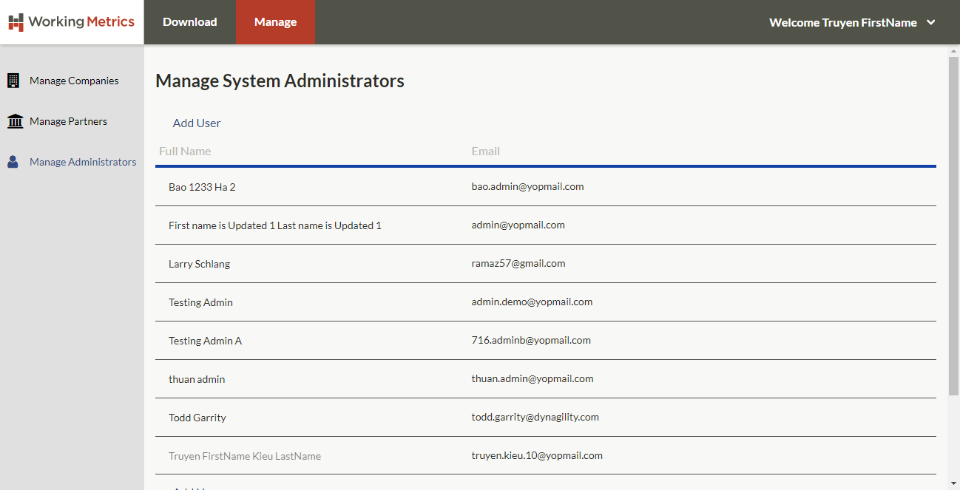 Working Metrics Download Manage Welcome Truyen FirstName
Manage Companies
Manage Partners
Manage Administrators
Manage System Administrators
Add User
Full Name Email
Bao 1233 Ha 2 bao.admin@yopmail.com
First name is Updated 1 Last name is Updated 1 admin@yopmail.com
Larry Schlang ramaz57@gmail.com
Testing Admin admin.demo@yopmail.com
Testing Admin A 716.adminb@yopmail.com
thuan admin thuan.admin@yopmail.com
Todd Garrity todd.garrity@dynagility.com
Truyen FirstName Kieu LastName truyen.kieu.10@yopmail.com